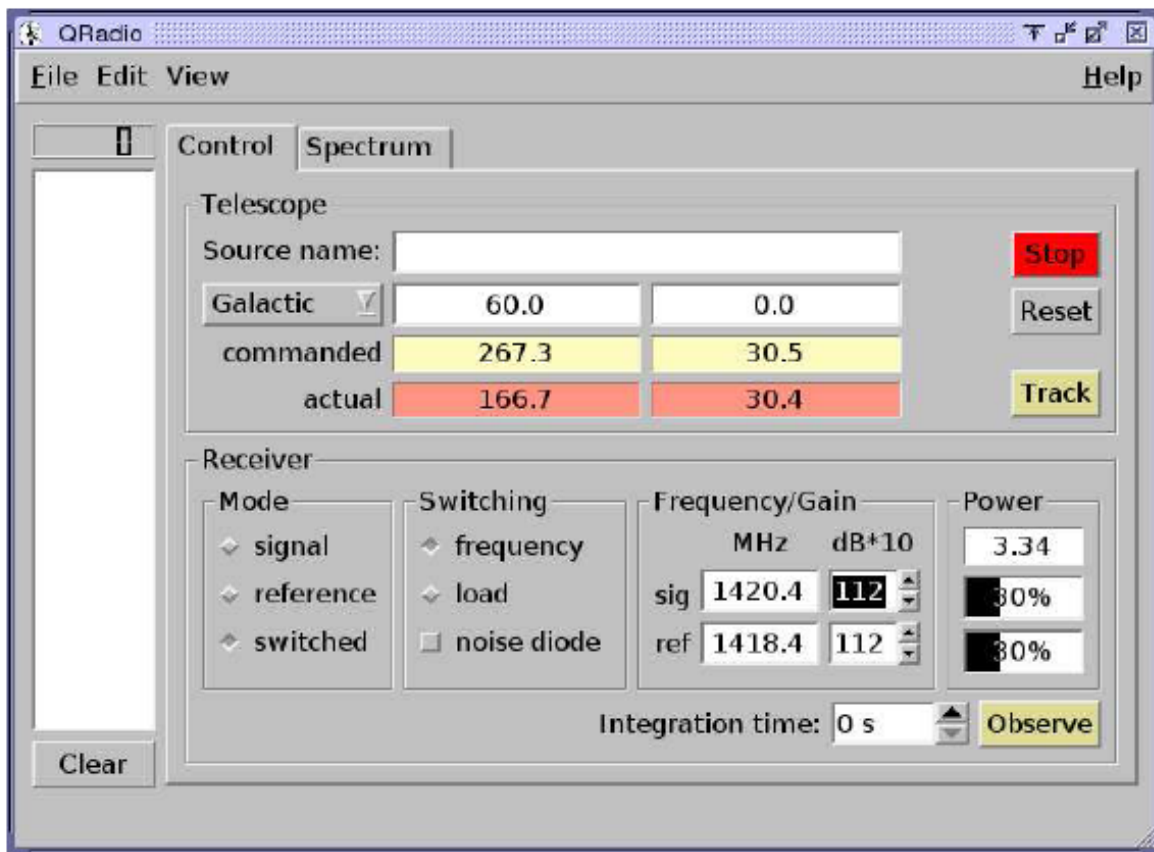 QRadio
File Edit View Help
0
Control Spectrum
Telescope
Source name: Stop
Galactic 60.0 0.0 Reset
commanded 267.3 30.5
actual 166.7 30.4 Track
Receiver
Mode Switching Frequency/Gain Power
MHz dB*10 3.34
signal frequency
sig 1420.4 112 30%
reference load
ref 1418.4 112 30%
switched noise diode
Integration time: 0 s Observe
Clear